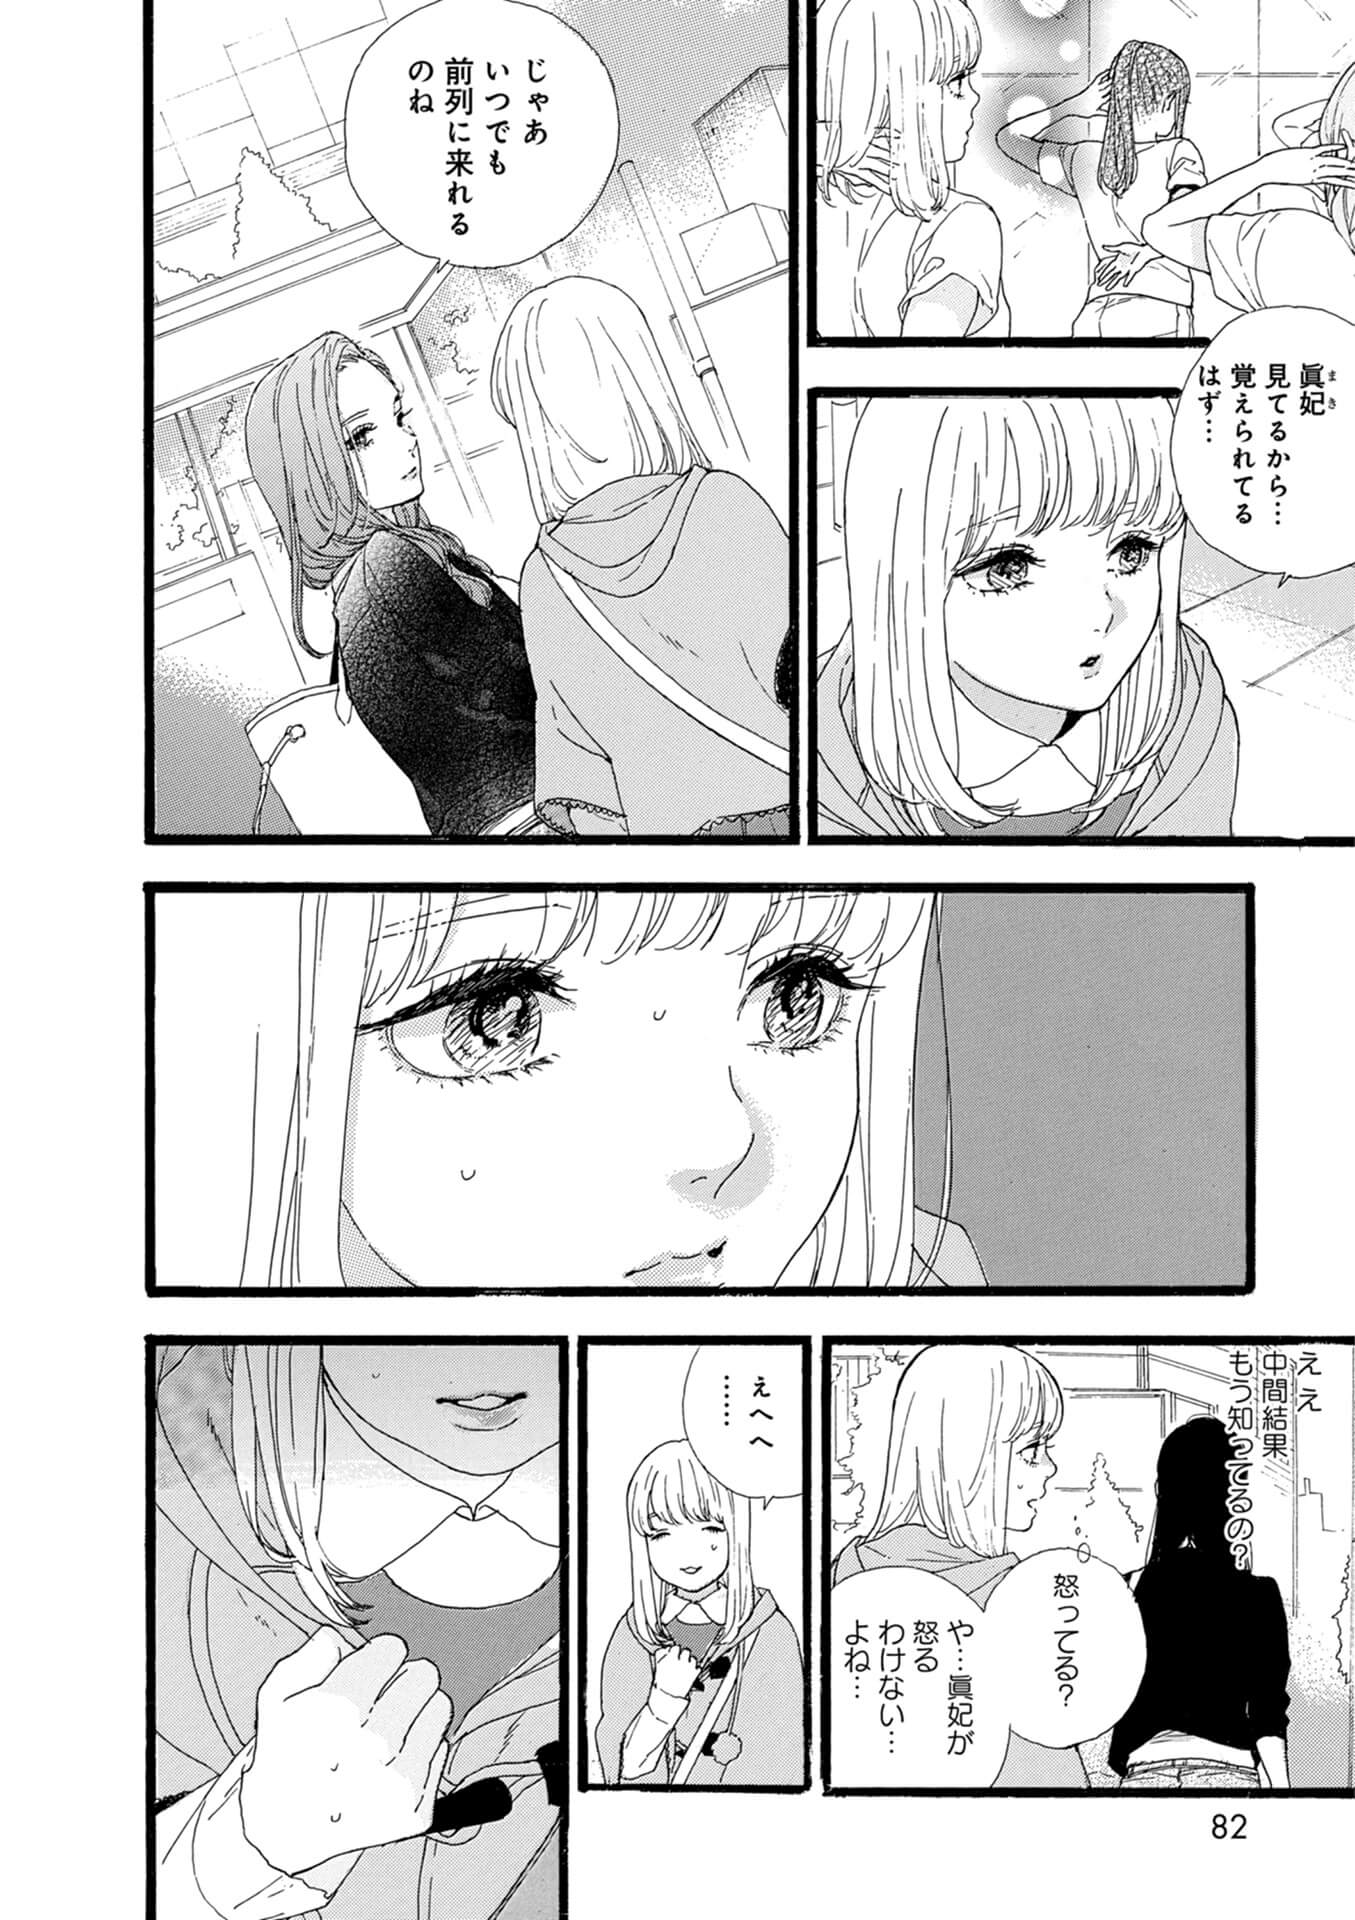 眞妃
まき
見てるから…
覚えられてる
はず…
じゃあ
いつでも
前列に来れる
のね
ええ
中間結果
もう知ってるの?
怒ってる?
や…眞妃が
怒る
わけない…
よね…
えへへ
……
82